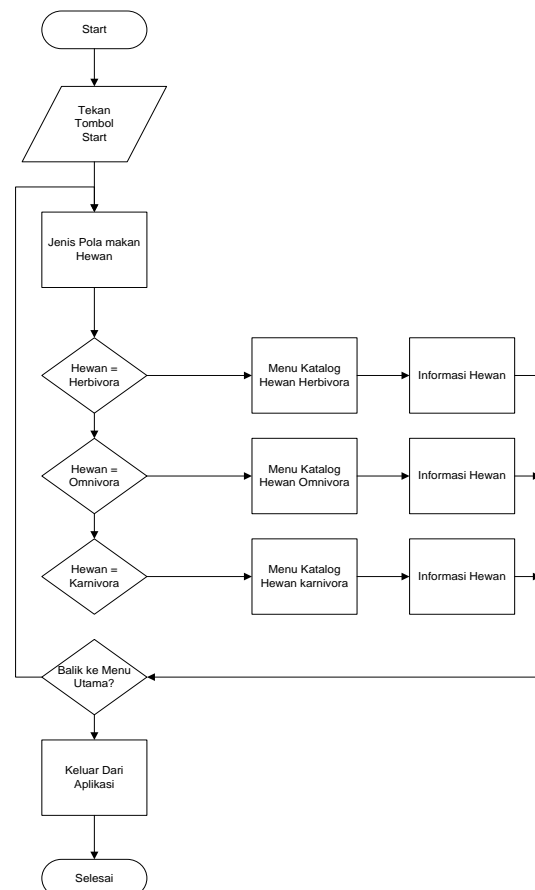 Start
Tekan
Tombol
Start
Jenis Pola makan
Hewan
Hewan =
Herbivora
Menu Katalog
Hewan Herbivora
Informasi Hewan
Hewan =
Omnivora
Menu Katalog
Hewan Omnivora
Informasi Hewan
Hewan =
Karnivora
Menu Katalog
Hewan karnivora
Informasi Hewan
Balik ke Menu
Utama?
Keluar Dari
Aplikasi
Selesai